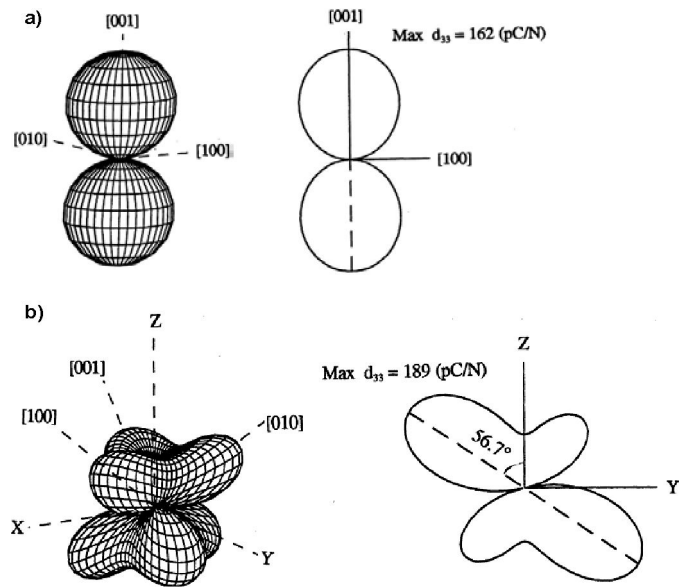 a)
[001]
[010]
[100]
[001]
Max d₃₃ = 162 (pC/N)
[100]
b)
Z
[001]
[100]
[010]
X
Y
Max d₃₃ = 189 (pC/N)
Z
56.7°
Y